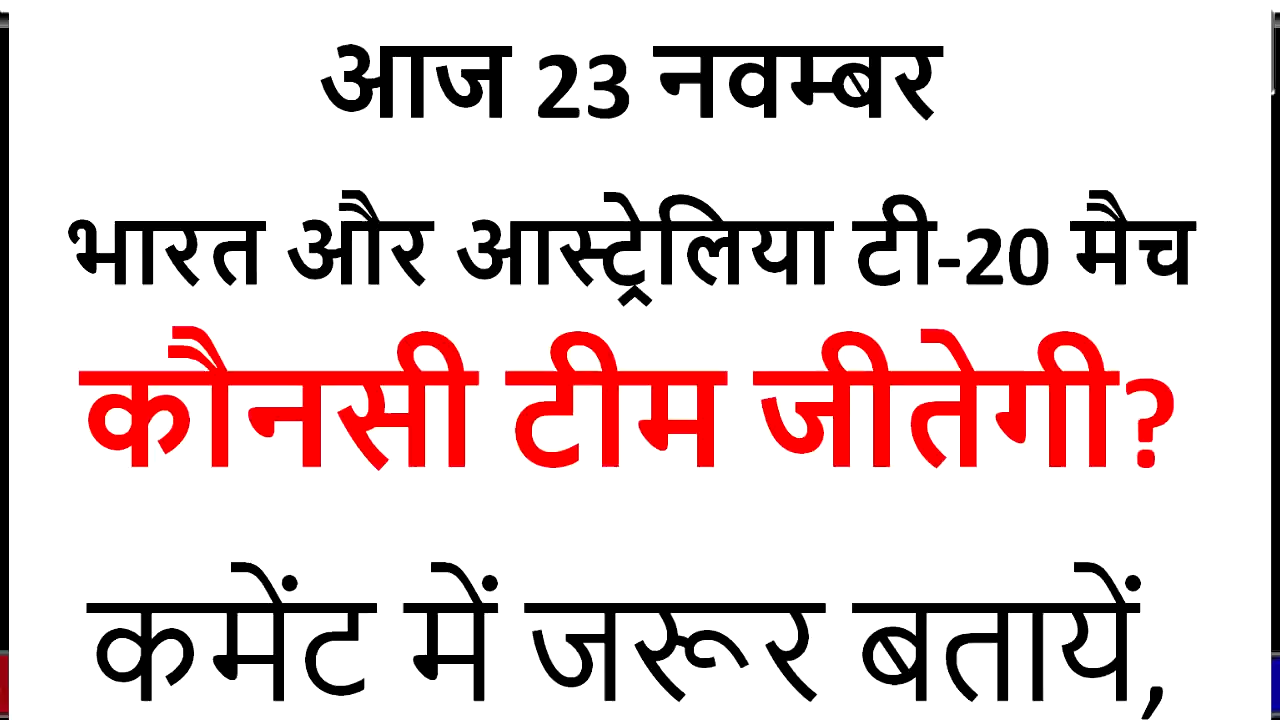 आज 23 नवम्बर
भारत और आस्ट्रेलिया टी-20 मैच
कौनसी टीम जीतेगी?
कमेंट में जरूर बतायें,